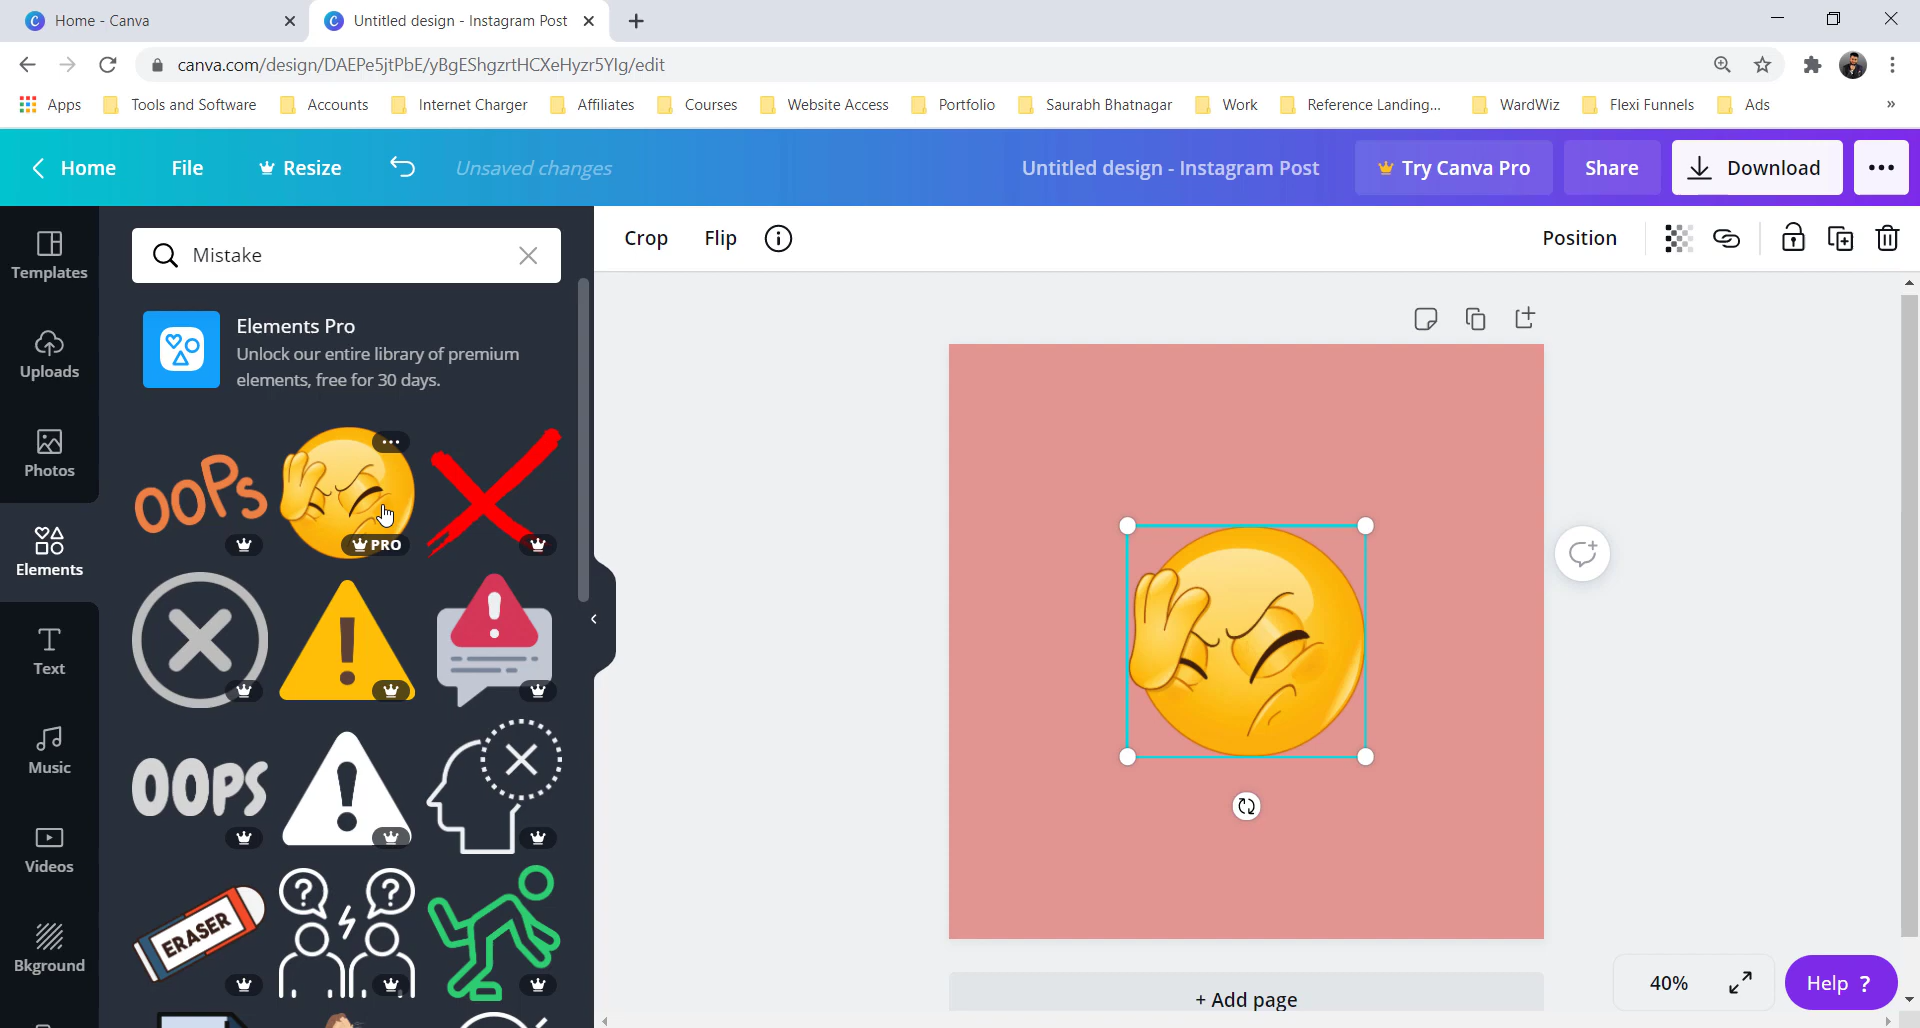 Home - Canva
Untitled design - Instagram Post
canva.com/design/DAEPe5jtPbE/yBgEShgzrtHCXeHyzr5YIg/edit
Apps
Tools and Software
Accounts
Internet Charger
Affiliates
Courses
Website Access
Portfolio
Saurabh Bhatnagar
Work
Reference Landing...
WardWiz
Flexi Funnels
Ads
»
Home
File
Resize
Unsaved changes
Untitled design - Instagram Post
Try Canva Pro
Share
Download
Templates
Uploads
Photos
Elements
Text
Music
Videos
Bkground
Mistake
Elements Pro
Unlock our entire library of premium
elements, free for 30 days.
OOPs
PRO
OOPS
ERASER
Crop
Flip
Position
+ Add page
40%
Help ?